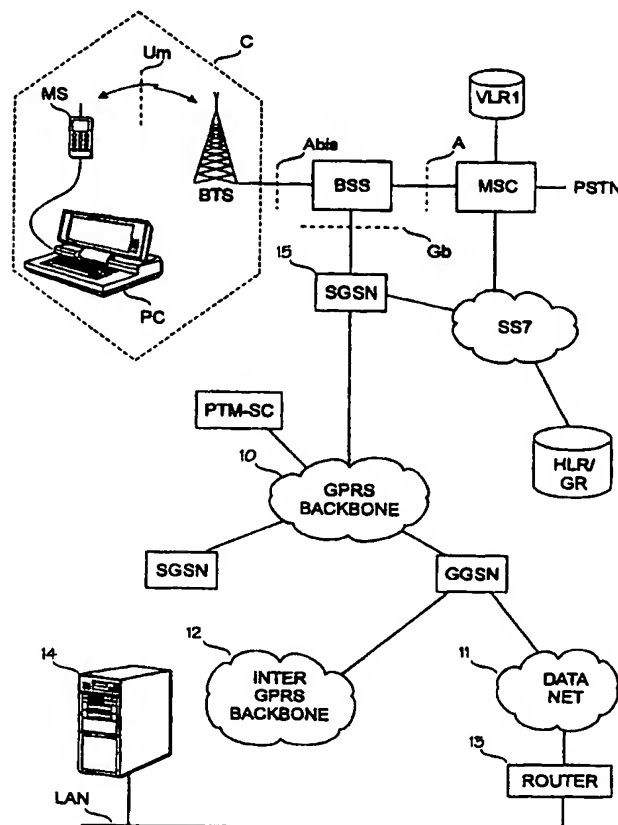 C
Um
MS
VLR1
Abis
A
BTS
BSS
MSC
PSTN
Gb
15
PC
SGSN
SS7
PTM-SC
10
GPRS
BACKBONE
HLR/
GR
SGSN
GGSN
12
14
INTER
GPRS
BACKBONE
11
DATA
NET
13
ROUTER
LAN